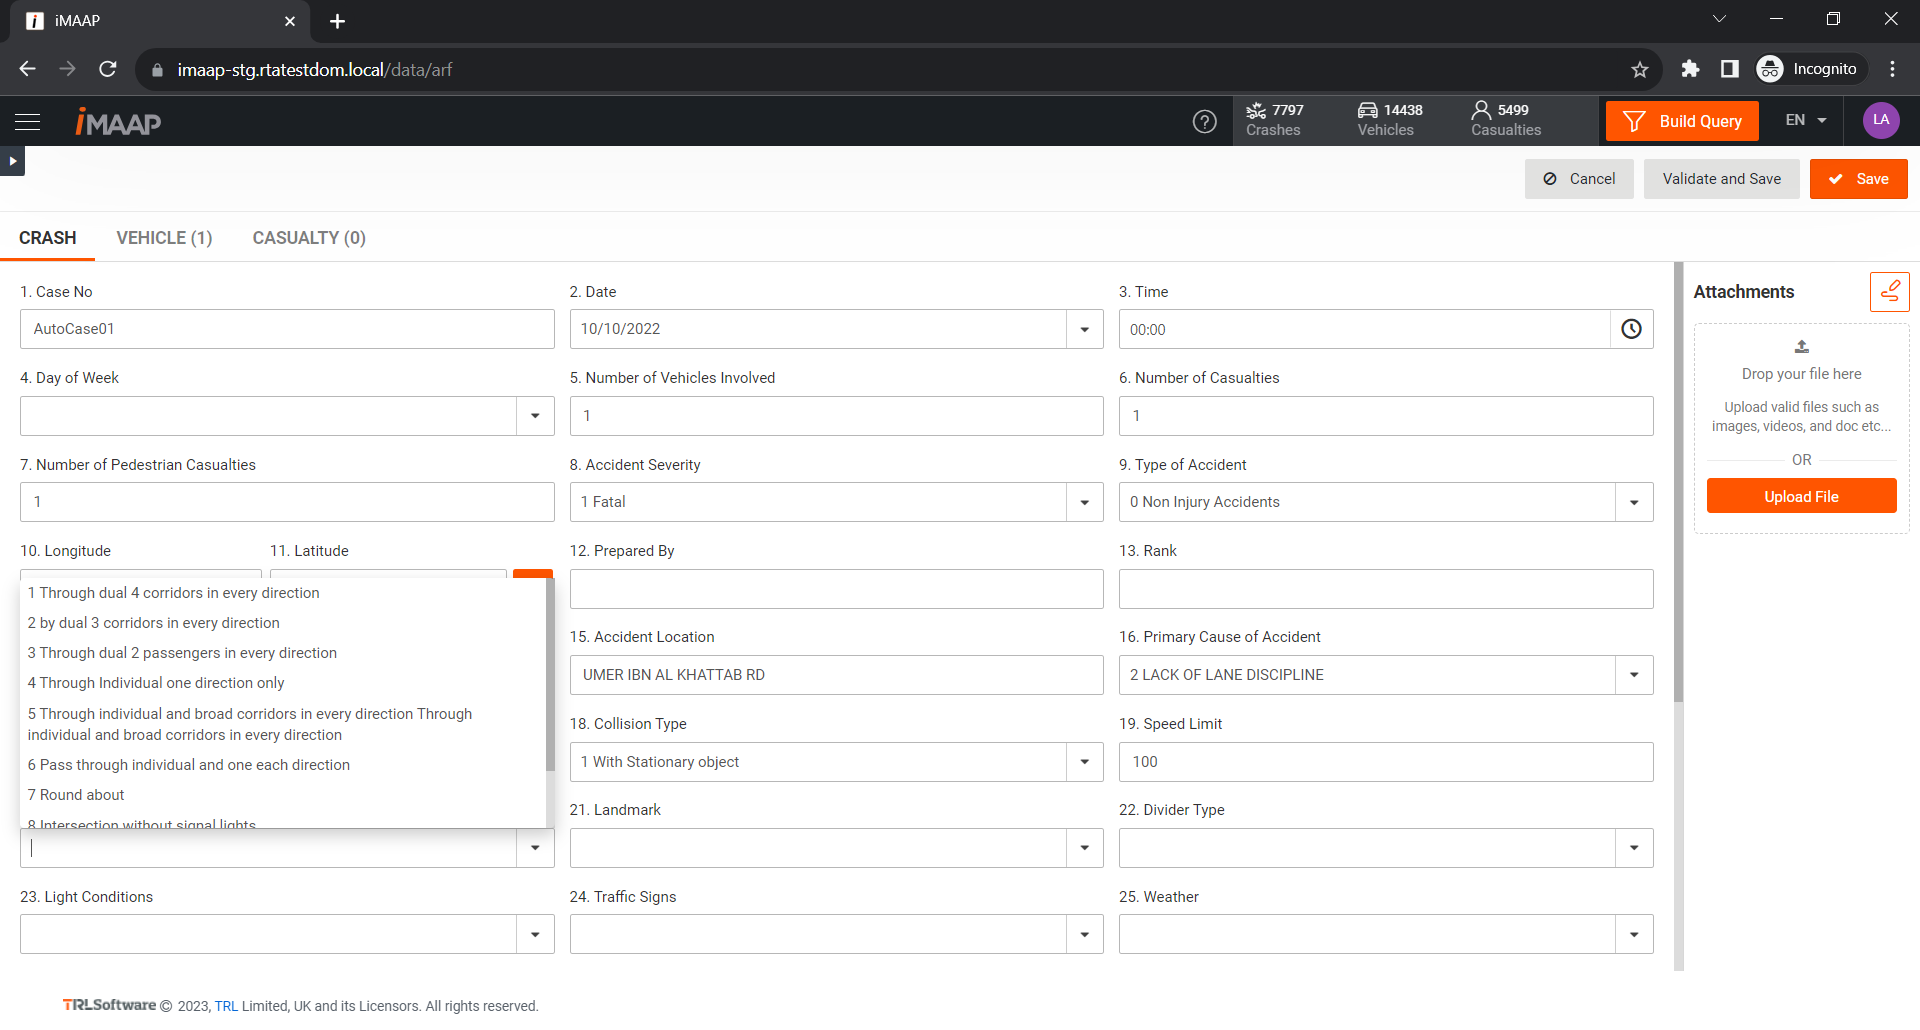 iMAAP
imaap-stg.rtatestdom.local/data/arf
Incognito
iMAAP
7797
Crashes
14438
Vehicles
5499
Casualties
Build Query
EN
LA
Cancel
Validate and Save
Save
CRASH
VEHICLE (1)
CASUALTY (0)
1. Case No
2. Date
3. Time
AutoCase01
10/10/2022
00:00
4. Day of Week
5. Number of Vehicles Involved
6. Number of Casualties
1
1
7. Number of Pedestrian Casualties
8. Accident Severity
9. Type of Accident
1
1 Fatal
0 Non Injury Accidents
10. Longitude
11. Latitude
12. Prepared By
13. Rank
1 Through dual 4 corridors in every direction
2 by dual 3 corridors in every direction
3 Through dual 2 passengers in every direction
4 Through Individual one direction only
5 Through individual and broad corridors in every direction Through
individual and broad corridors in every direction
6 Pass through individual and one each direction
7 Round about
8 Intersection without signal lights
15. Accident Location
16. Primary Cause of Accident
UMER IBN AL KHATTAB RD
2 LACK OF LANE DISCIPLINE
18. Collision Type
19. Speed Limit
1 With Stationary object
100
21. Landmark
22. Divider Type
23. Light Conditions
24. Traffic Signs
25. Weather
Attachments
Drop your file here
Upload valid files such as
images, videos, and doc etc...
OR
Upload File
TRLSoftware © 2023, TRL Limited, UK and its Licensors. All rights reserved.